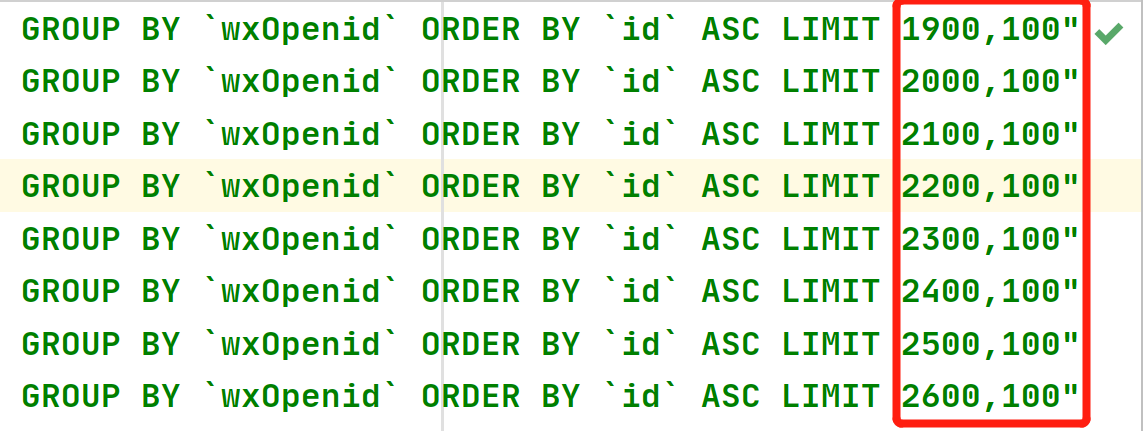 GROUP BY `wxOpenid` ORDER BY `id` ASC LIMIT 1900,100"
GROUP BY `wxOpenid` ORDER BY `id` ASC LIMIT 2000,100"
GROUP BY `wxOpenid` ORDER BY `id` ASC LIMIT 2100,100"
GROUP BY `wxOpenid` ORDER BY `id` ASC LIMIT 2200,100"
GROUP BY `wxOpenid` ORDER BY `id` ASC LIMIT 2300,100"
GROUP BY `wxOpenid` ORDER BY `id` ASC LIMIT 2400,100"
GROUP BY `wxOpenid` ORDER BY `id` ASC LIMIT 2500,100"
GROUP BY `wxOpenid` ORDER BY `id` ASC LIMIT 2600,100"